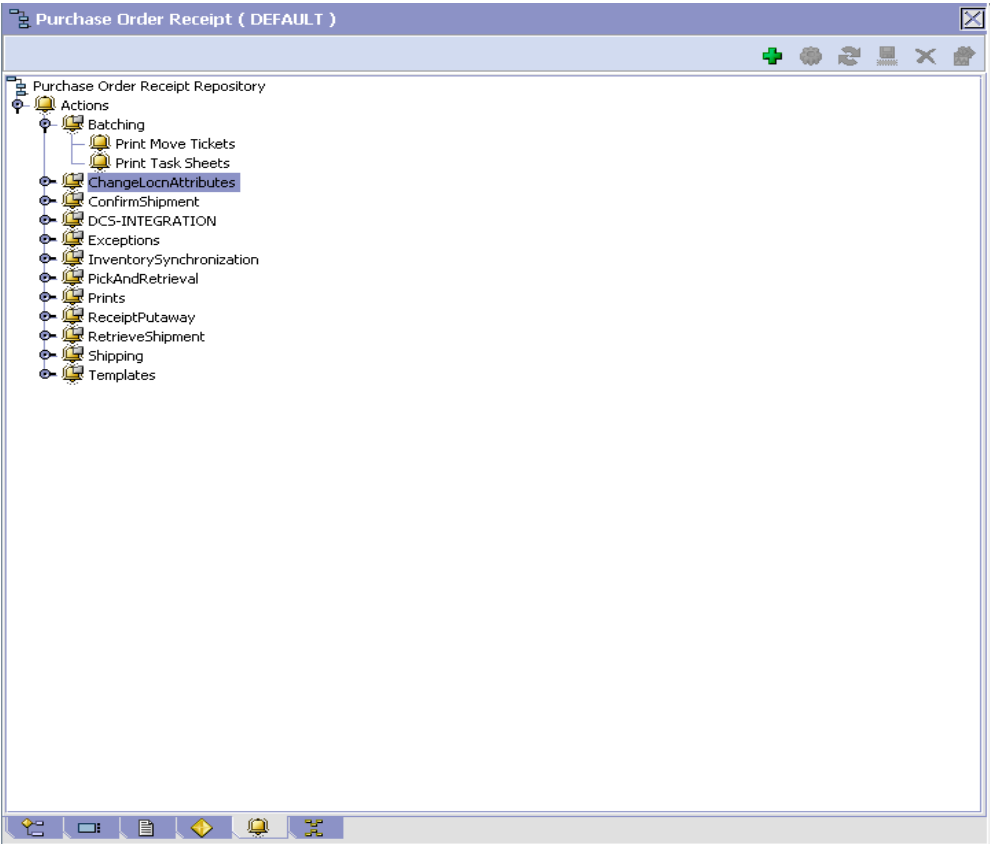 Purchase Order Receipt ( DEFAULT )
Purchase Order Receipt Repository
Actions
Batching
Print Move Tickets
Print Task Sheets
ChangeLocnAttributes
ConfirmShipment
DCS-INTEGRATION
Exceptions
InventorySynchronization
PickAndRetrieval
Prints
ReceiptPutaway
RetrieveShipment
Shipping
Templates